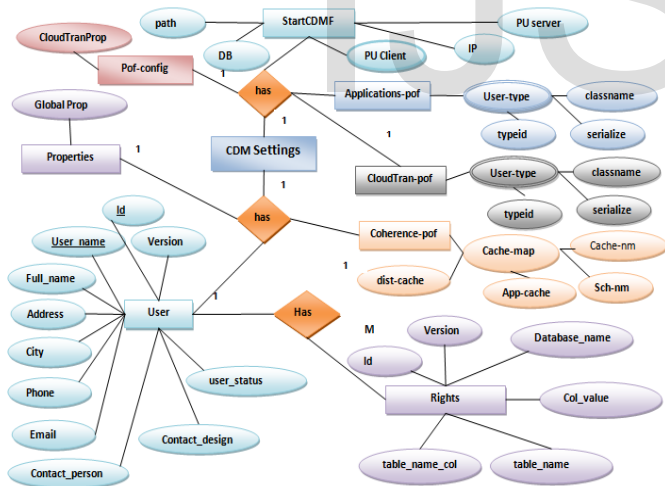 path
StartCDMF
PU server
CloudTranProp
DB
PU Client
IP
Pof-config
1
has
Applications-pof
User-type
classname
typeid
serialize
Global Prop
1
1
Properties
1
CDM Settings
CloudTran-pof
User-type
classname
1
typeid
serialize
Id
has
User_name
Version
Coherence-pof
Cache-map
Cache-nm
Full_name
1
dist-cache
App-cache
Sch-nm
Address
1
User
Has
M
Version
Database_name
City
Id
Phone
user_status
Rights
Col_value
Email
Contact_design
Contact_person
table_name_col
table_name